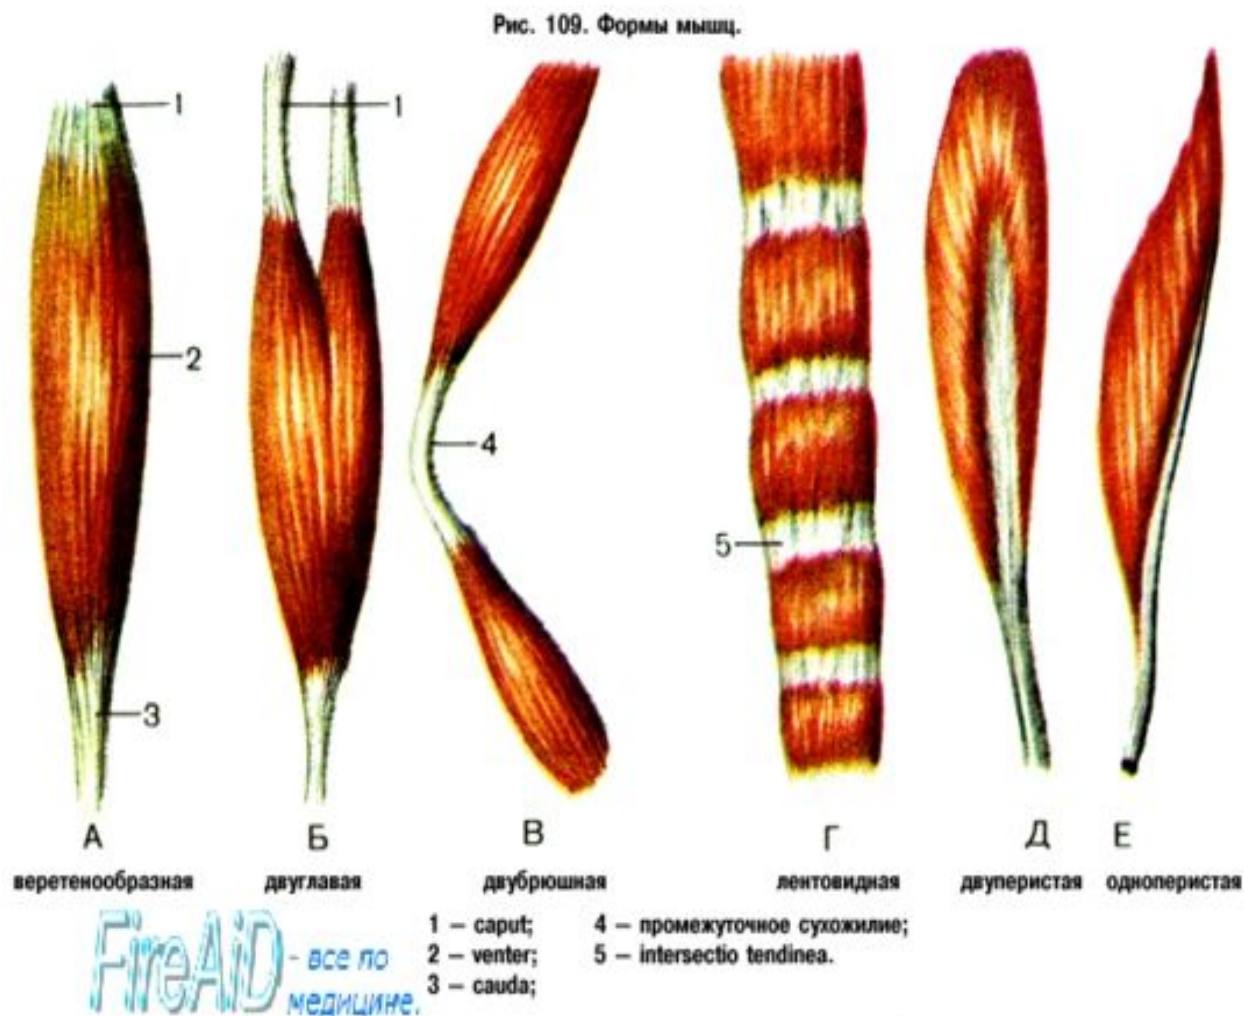 Рис. 109. Формы мышц.
1
1
2
4
5
3
А Б В Г Д Е
веретенообразная двуглавая двубрюшная лентовидная двуперистая одноперистая
1 – caput; 4 – промежуточное сухожилие;
2 – venter; 5 – intersectio tendinea.
3 – cauda;
FireAiD - все по
медицине.